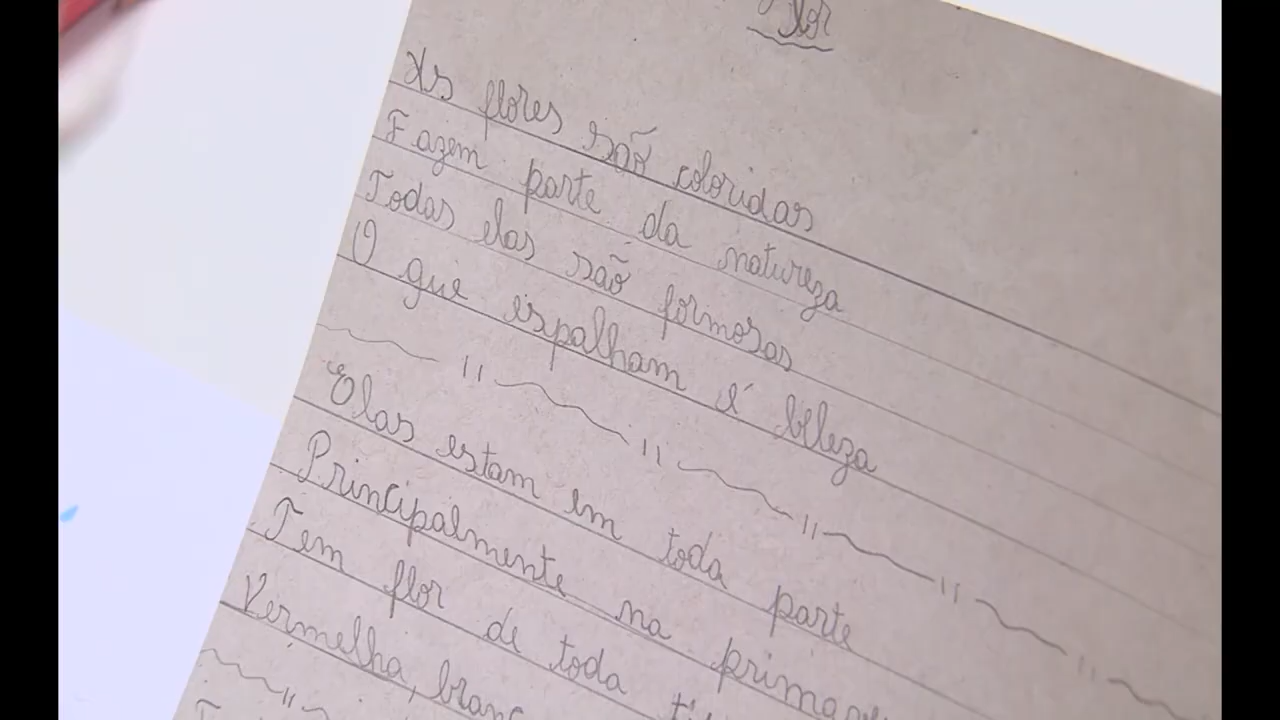 Flor
As flores são coloridas
Fazem parte da natureza
Todas elas são formosas
O que espalham é beleza
Elas estam em toda parte
Principalmente na
Tem flor de toda
Vermelha,